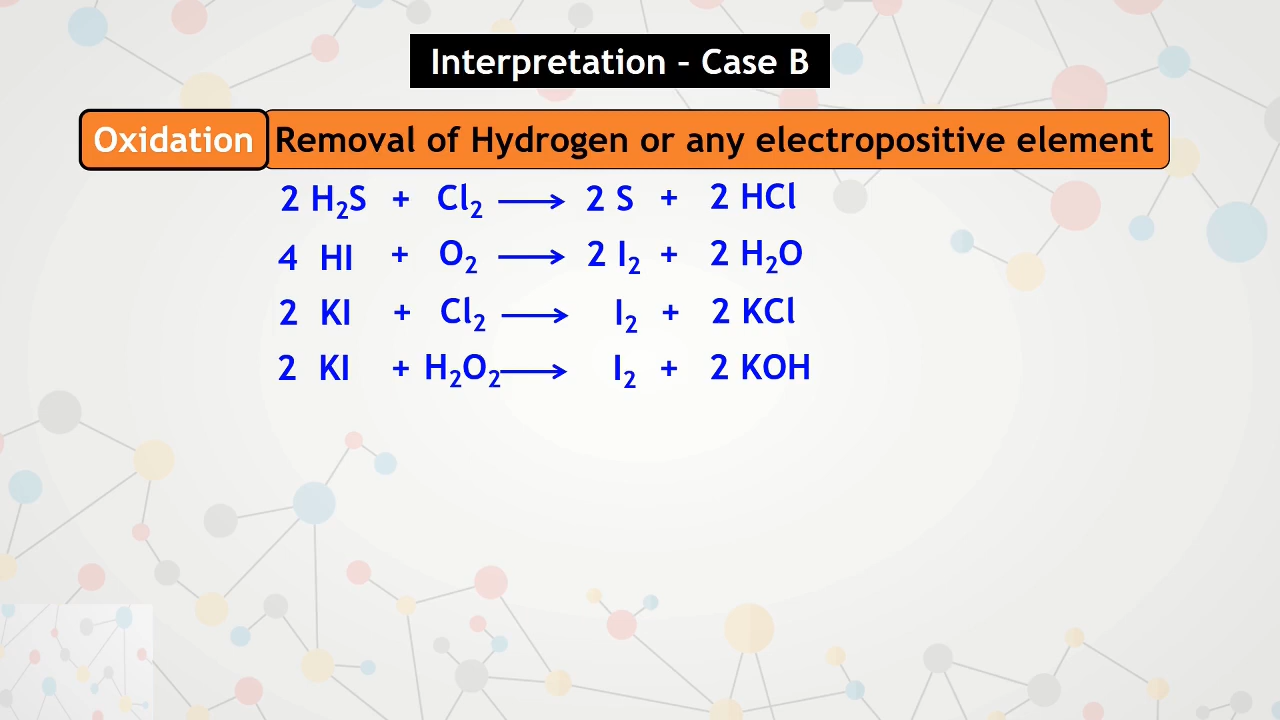 Interpretation – Case B
Oxidation Removal of Hydrogen or any electropositive element
2 H₂S + Cl₂ ⟶ 2 S + 2 HCl
4 HI + O₂ ⟶ 2 I₂ + 2 H₂O
2 KI + Cl₂ ⟶ I₂ + 2 KCl
2 KI + H₂O₂ ⟶ I₂ + 2 KOH